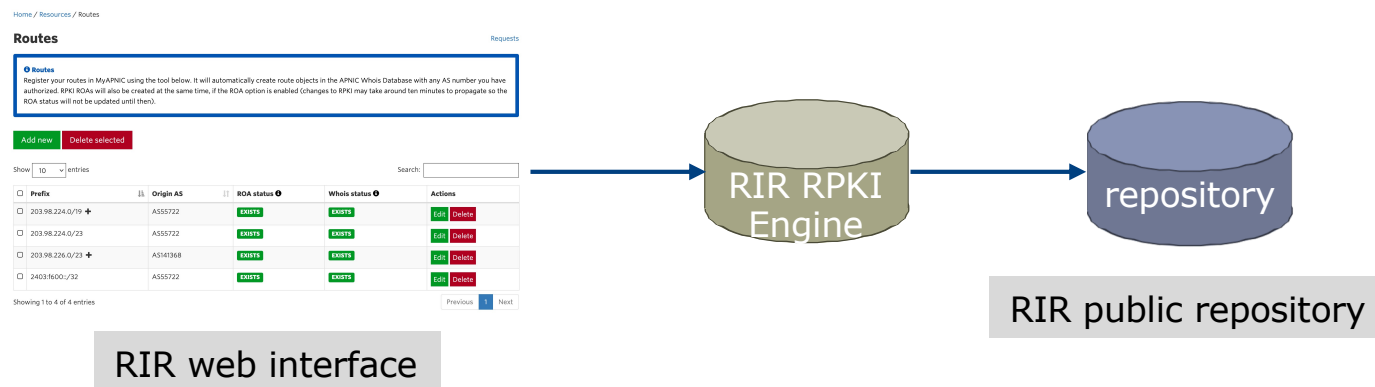 Home / Resources / Routes
Routes
Requests
Routes
Register your routes in MyAPNIC using the tool below. It will automatically create route objects in the APNIC Whois Database with any AS number you have
authorized. RPKI ROAs will also be created at the same time, if the ROA option is enabled (changes to RPKI may take around ten minutes to propagate so the
ROA status will not be updated until then).
Add new Delete selected
Show 10 entries Search:
Prefix Origin AS ROA status Whois status Actions
203.98.224.0/19 AS55722 EXISTS EXISTS Edit Delete
203.98.224.0/23 AS55722 EXISTS EXISTS Edit Delete
203.98.226.0/23 AS141368 EXISTS EXISTS Edit Delete
2403:f600::/32 AS55722 EXISTS EXISTS Edit Delete
Showing 1 to 4 of 4 entries Previous 1 Next
RIR web interface
RIR RPKI
Engine
repository
RIR public repository